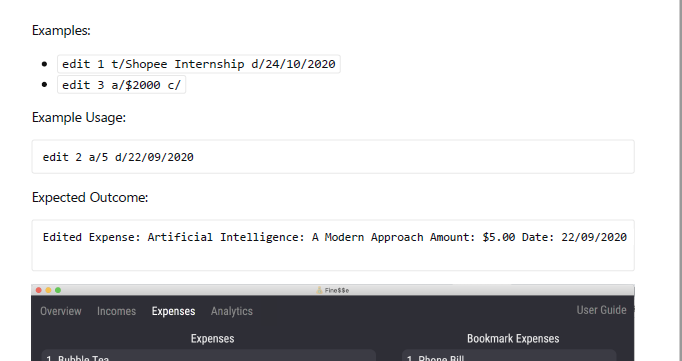 Examples:
edit 1 t/Shopee Internship d/24/10/2020
edit 3 a/$2000 c/
Example Usage:
edit 2 a/5 d/22/09/2020
Expected Outcome:
Edited Expense: Artificial Intelligence: A Modern Approach Amount: $5.00 Date: 22/09/2020
Fine$$e
Overview Incomes Expenses Analytics User Guide
Expenses Bookmark Expenses
1. Bubble Tea 1. Phone Bill